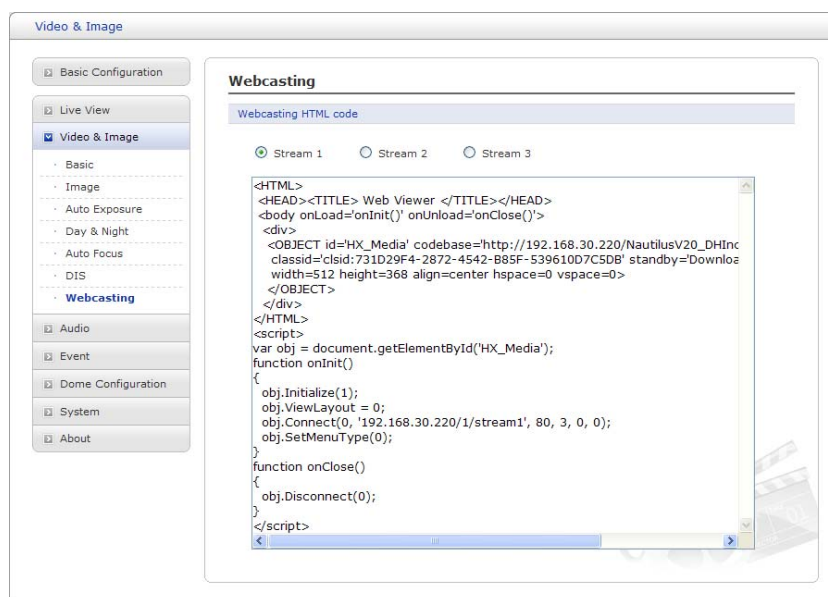 Video & Image
Basic Configuration
Live View
Video & Image
· Basic
· Image
· Auto Exposure
· Day & Night
· Auto Focus
· DIS
· Webcasting
Audio
Event
Dome Configuration
System
About
Webcasting
Webcasting HTML code
Stream 1 Stream 2 Stream 3
<HTML>
<HEAD><TITLE> Web Viewer </TITLE></HEAD>
<body onLoad='onInit()' onUnload='onClose()'>
<div>
<OBJECT id='HX_Media' codebase='http://192.168.30.220/NautilusV20_DHInc
classid='clsid:731D29F4-2872-4542-B85F-539610D7C5DB' standby='Downloa
width=512 height=368 align=center hspace=0 vspace=0>
</OBJECT>
</div>
</HTML>
<script>
var obj = document.getElementById('HX_Media');
function onInit()
{
obj.Initialize(1);
obj.ViewLayout = 0;
obj.Connect(0, '192.168.30.220/1/stream1', 80, 3, 0, 0);
obj.SetMenuType(0);
}
function onClose()
{
obj.Disconnect(0);
}
</script>
01